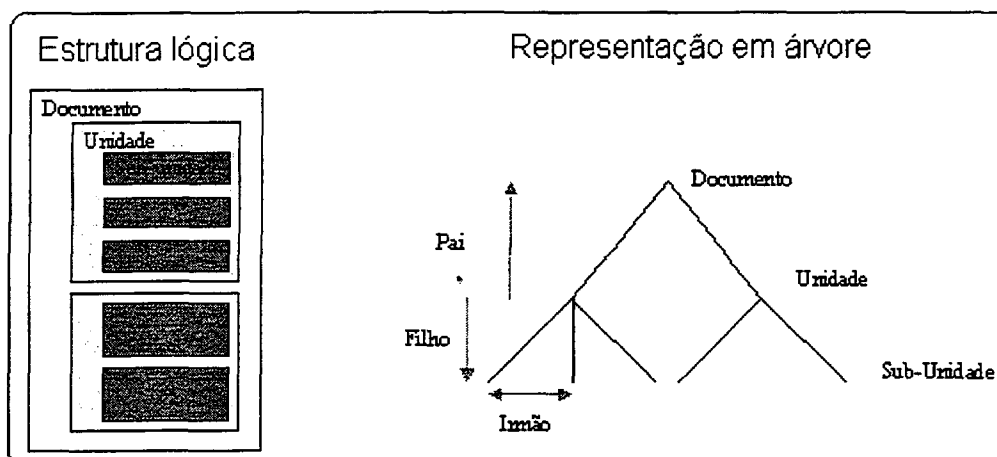 Estrutura lógica
Representação em árvore
Documento
Unidade
Documento
Pai
Unidade
Filho
Sub-Unidade
Irmão